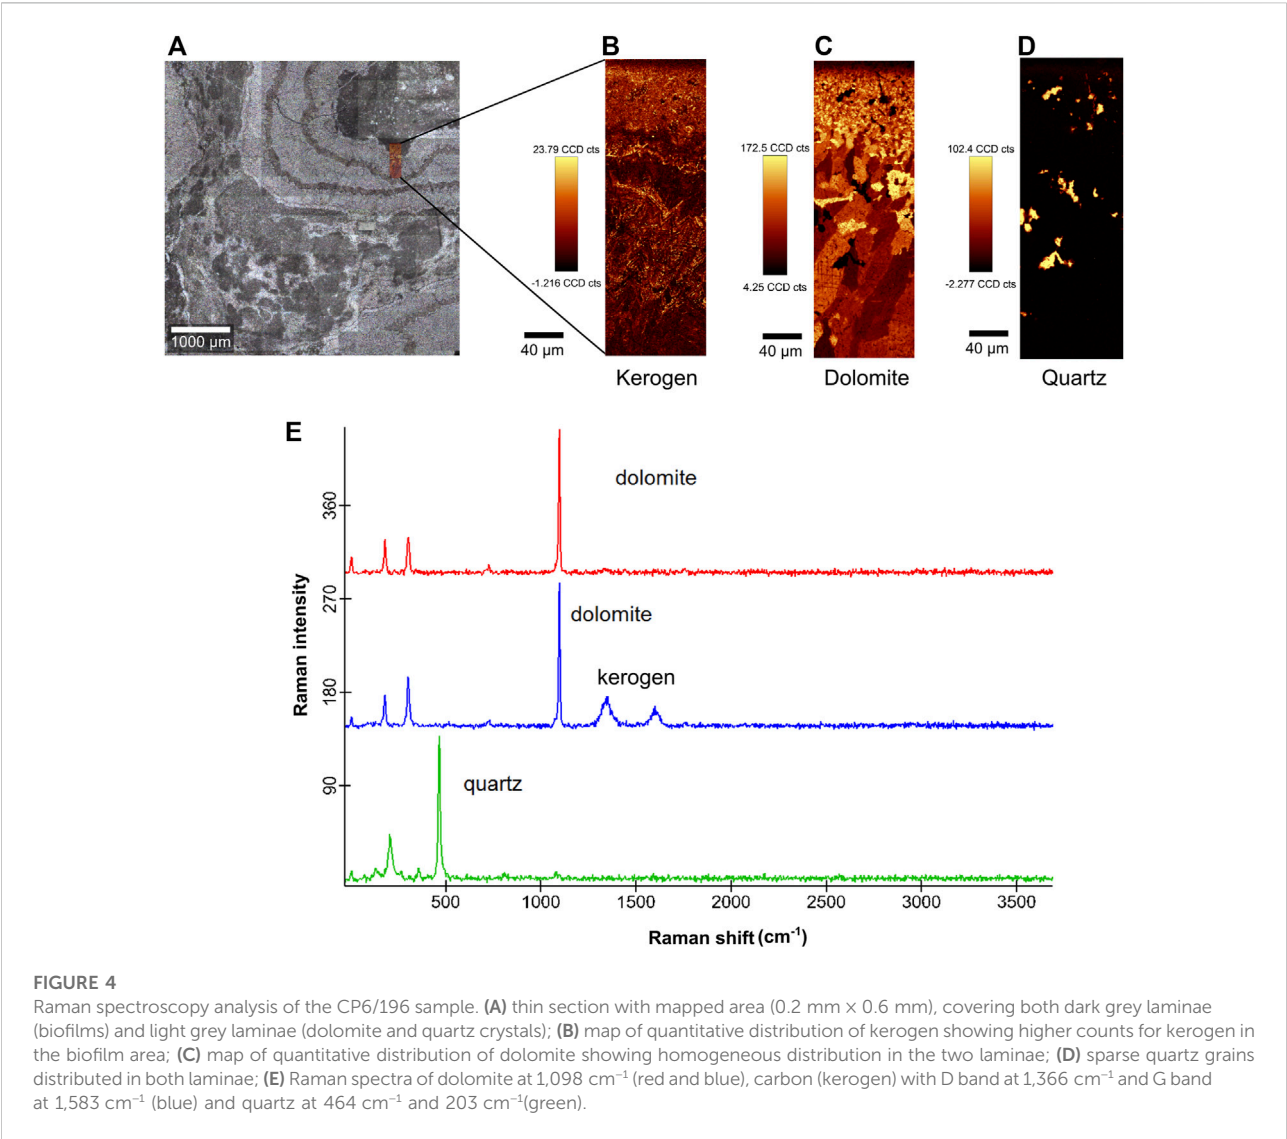 A
B
C
D
23.79 CCD cts
-1.216 CCD cts
172.5 CCD cts
4.25 CCD cts
102.4 CCD cts
-2.277 CCD cts
1000 µm
40 µm
40 µm
40 µm
Kerogen
Dolomite
Quartz
E
dolomite
dolomite
kerogen
quartz
Raman intensity
360
270
180
90
500 1000 1500 2000 2500 3000 3500
Raman shift (cm⁻¹)
FIGURE 4
Raman spectroscopy analysis of the CP6/196 sample. (A) thin section with mapped area (0.2 mm × 0.6 mm), covering both dark grey laminae
(biofilms) and light grey laminae (dolomite and quartz crystals); (B) map of quantitative distribution of kerogen showing higher counts for kerogen in
the biofilm area; (C) map of quantitative distribution of dolomite showing homogeneous distribution in the two laminae; (D) sparse quartz grains
distributed in both laminae; (E) Raman spectra of dolomite at 1,098 cm⁻¹ (red and blue), carbon (kerogen) with D band at 1,366 cm⁻¹ and G band
at 1,583 cm⁻¹ (blue) and quartz at 464 cm⁻¹ and 203 cm⁻¹(green).